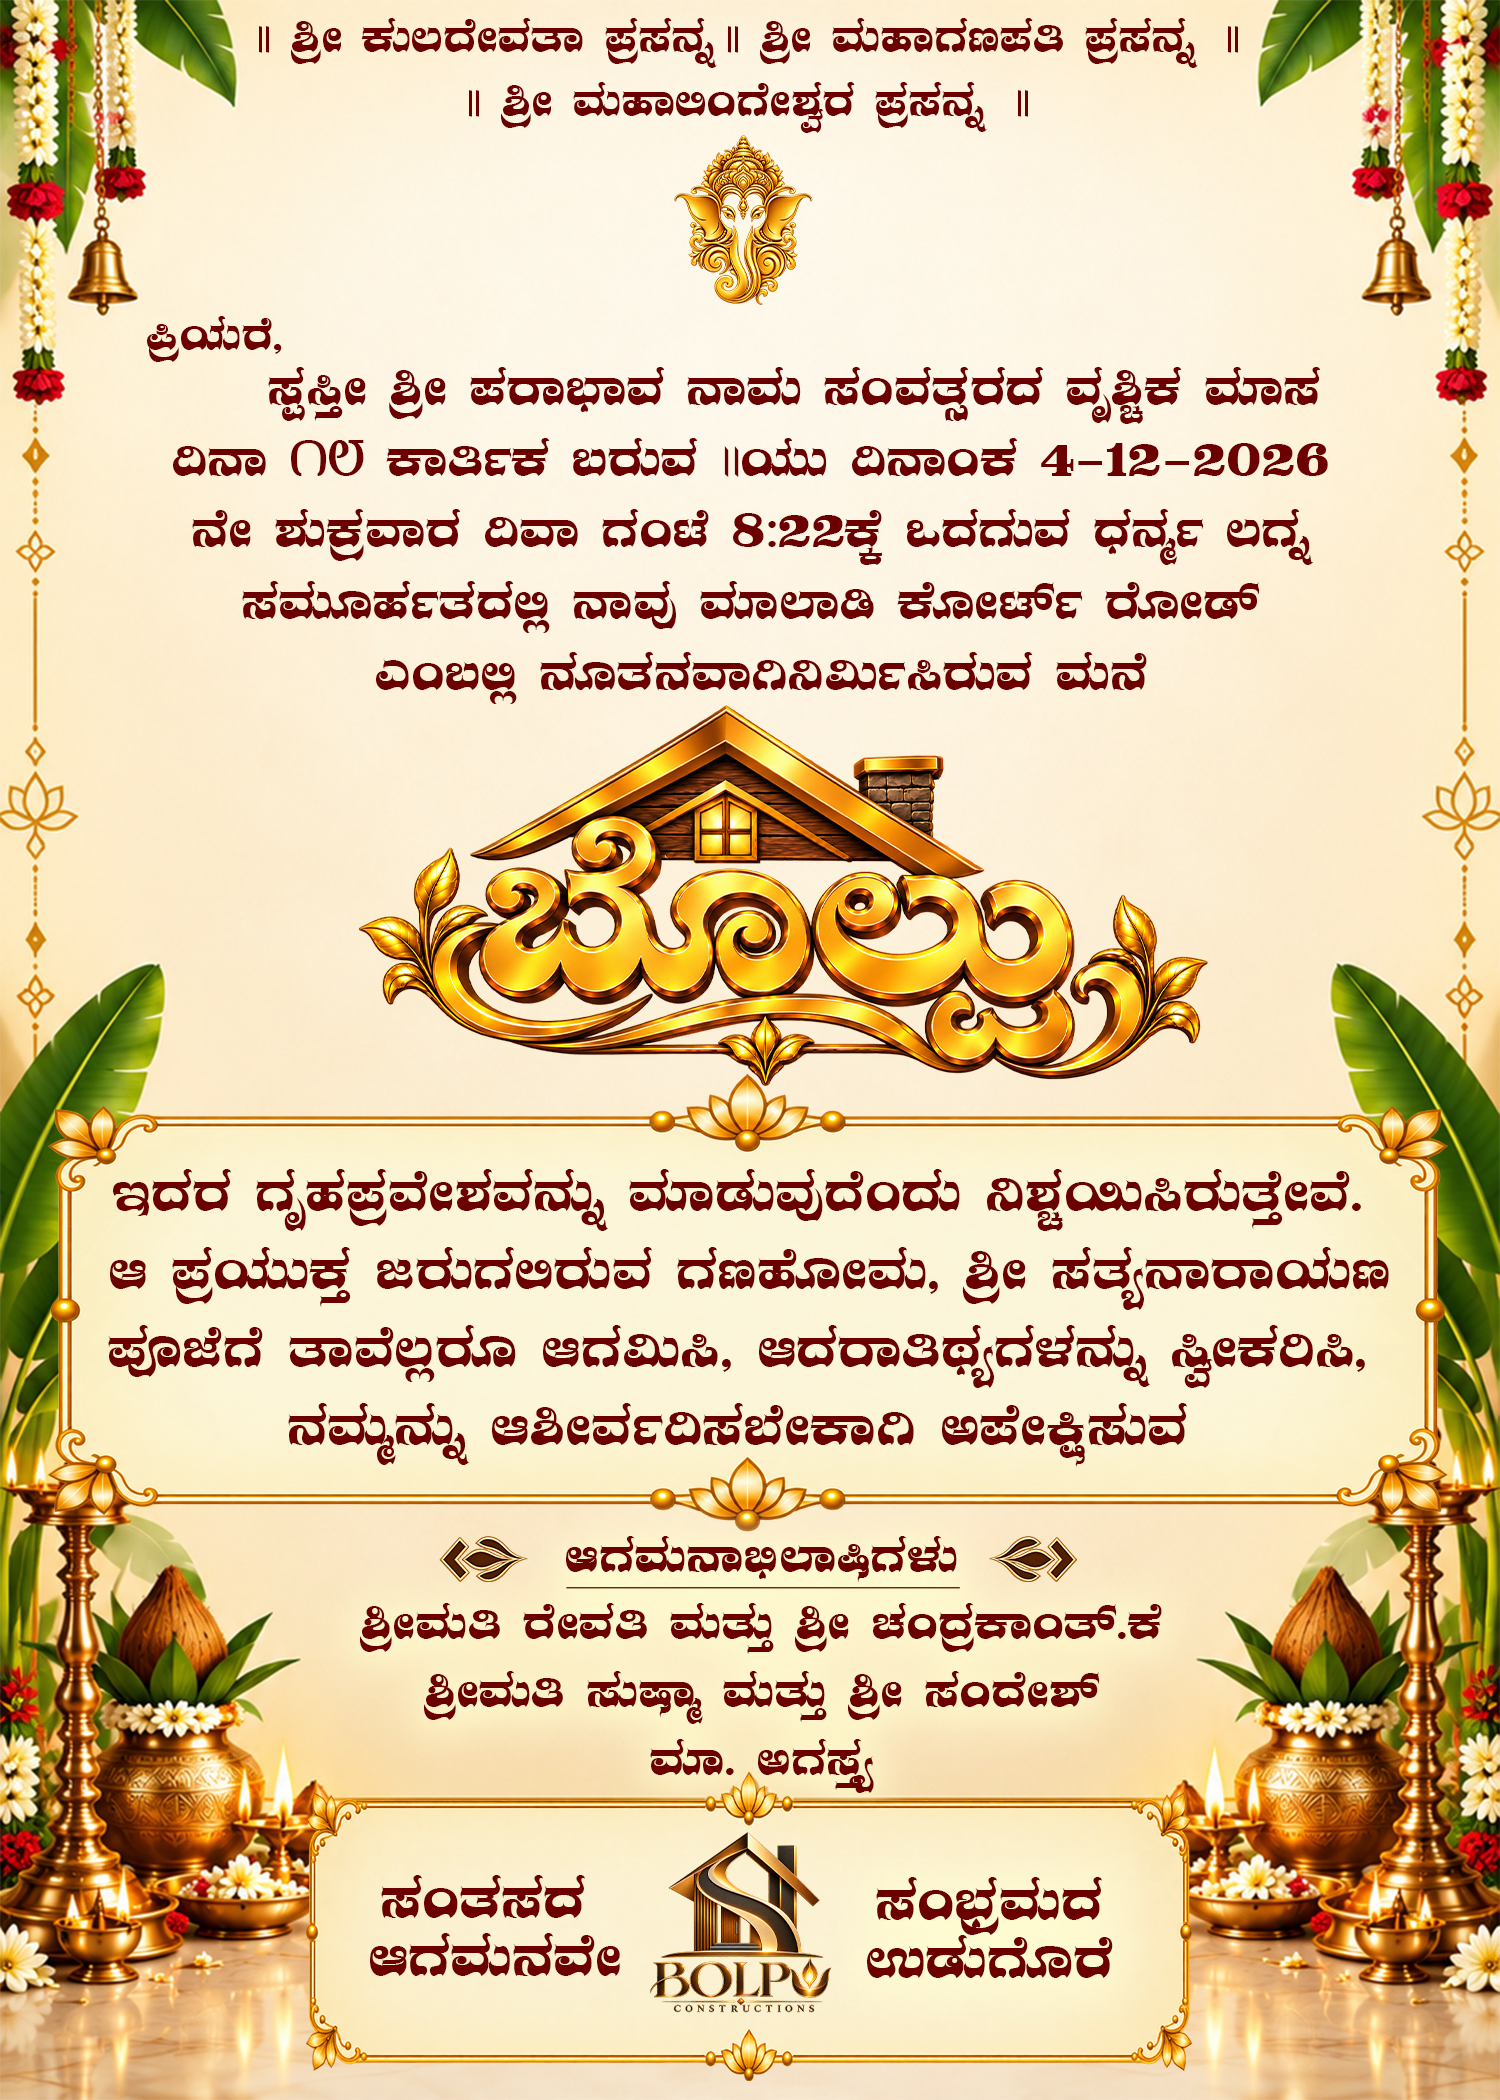 ॥ ಶ್ರೀ ಕುಲದೇವತಾ ಪ್ರಸನ್ನ ॥ ಶ್ರೀ ಮಹಾಗಣಪತಿ ಪ್ರಸನ್ನ ॥
॥ ಶ್ರೀ ಮಹಾಲಿಂಗೇಶ್ವರ ಪ್ರಸನ್ನ ॥
ಪ್ರಿಯರೆ,
ಸ್ವಸ್ತೀ ಶ್ರೀ ಪರಾಭಾವ ನಾಮ ಸಂವತ್ಸರದ ವೃಶ್ಚಿಕ ಮಾಸ
ದಿನಾ ೧೮ ಕಾರ್ತಿಕ ಬರುವ ॥ಯು ದಿನಾಂಕ 4-12-2026
ನೇ ಶುಕ್ರವಾರ ದಿವಾ ಗಂಟೆ 8:22ಕ್ಕೆ ಒದಗುವ ಧರ್ನ್ಮ ಲಗ್ನ
ಸಮೂರ್ಹತದಲ್ಲಿ ನಾವು ಮಾಲಾಡಿ ಕೋರ್ಟ್ ರೋಡ್
ಎಂಬಲ್ಲಿ ನೂತನವಾಗಿನಿರ್ಮಿಸಿರುವ ಮನೆ
ಬೊಲ್ಪು
ಇದರ ಗೃಹಪ್ರವೇಶವನ್ನು ಮಾಡುವುದೆಂದು ನಿಶ್ಚಯಿಸಿರುತ್ತೇವೆ.
ಆ ಪ್ರಯುಕ್ತ ಜರುಗಲಿರುವ ಗಣಹೋಮ, ಶ್ರೀ ಸತ್ಯನಾರಾಯಣ
ಪೂಜೆಗೆ ತಾವೆಲ್ಲರೂ ಆಗಮಿಸಿ, ಆದರಾತಿಥ್ಯಗಳನ್ನು ಸ್ವೀಕರಿಸಿ,
ನಮ್ಮನ್ನು ಆಶೀರ್ವದಿಸಬೇಕಾಗಿ ಅಪೇಕ್ಷಿಸುವ
ಆಗಮನಾಭಿಲಾಷಿಗಳು
ಶ್ರೀಮತಿ ರೇವತಿ ಮತ್ತು ಶ್ರೀ ಚಂದ್ರಕಾಂತ್.ಕೆ
ಶ್ರೀಮತಿ ಸುಷ್ಮಾ ಮತ್ತು ಶ್ರೀ ಸಂದೇಶ್
ಮಾ. ಅಗಸ್ತ್ಯ
ಸಂತಸದ
ಆಗಮನವೇ
BOLPU
CONSTRUCTIONS
ಸಂಭ್ರಮದ
ಉಡುಗೊರೆ